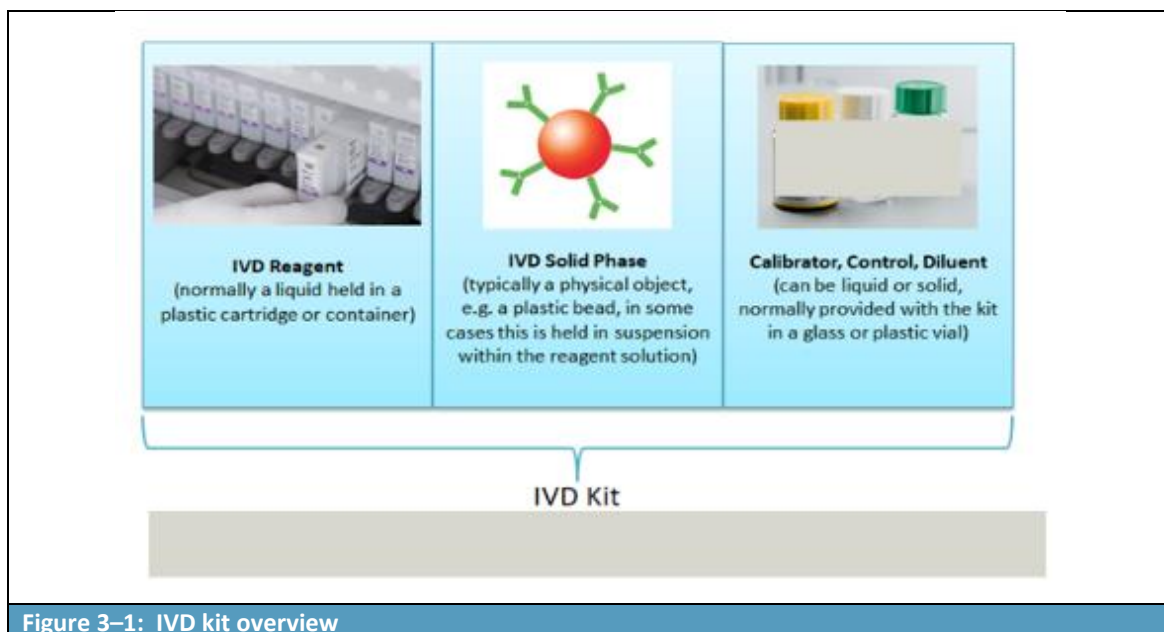 IVD Reagent
(normally a liquid held in a
plastic cartridge or container)
IVD Solid Phase
(typically a physical object,
e.g. a plastic bead, in some
cases this is held in suspension
within the reagent solution)
Calibrator, Control, Diluent
(can be liquid or solid,
normally provided with the kit
in a glass or plastic vial)
IVD Kit
Figure 3–1: IVD kit overview